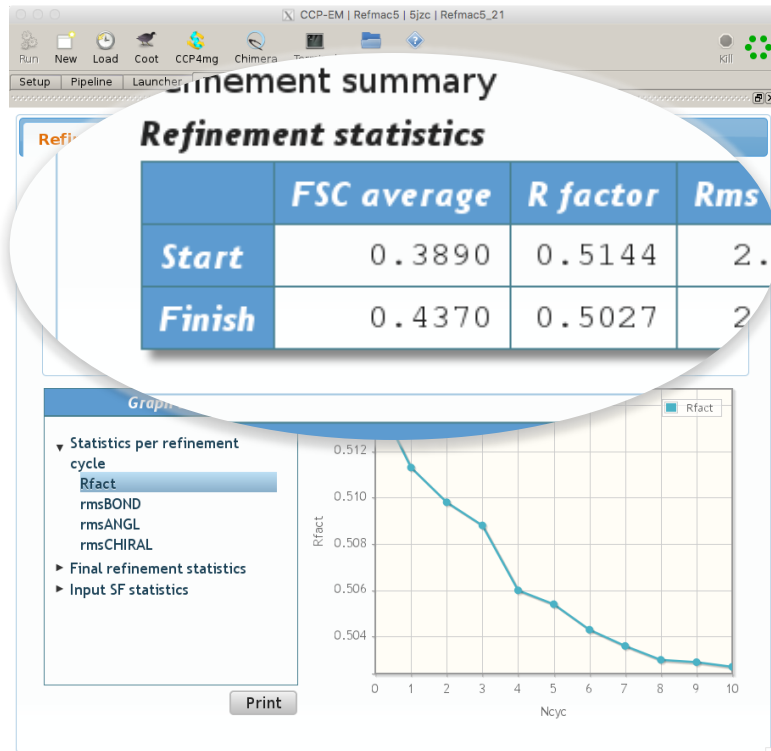 CCP-EM | Refmac5 | 5jzc | Refmac5_21
Run New Load Coot CCP4mg Chimera Kill
Setup Pipeline Launcher
Refinement statistics
FSC average R factor Rms
Start 0.3890 0.5144 2.
Finish 0.4370 0.5027 2
summary
Statistics per refinement
cycle
Rfact
rmsBOND
rmsANGL
rmsCHIRAL
Final refinement statistics
Input SF statistics
Print
Rfact
0.512
0.510
0.508
0.506
0.504
Rfact
0 1 2 3 4 5 6 7 8 9 10
Ncyc